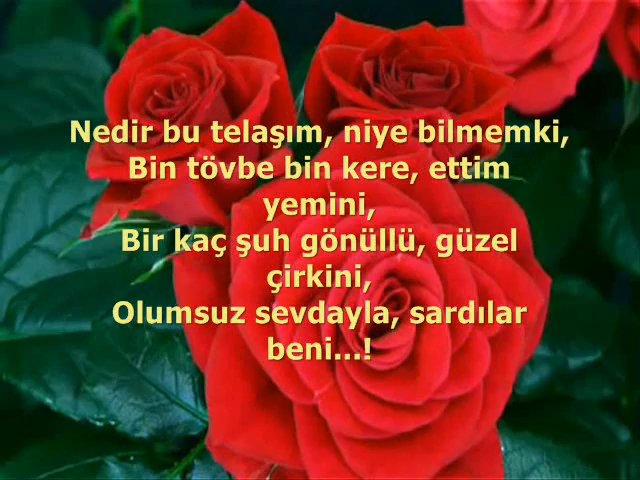 Nedir bu telaşım, niye bilmemki,
Bin tövbe bin kere, ettim
yemini,
Bir kaç şuh gönüllü, güzel
çirkini,
Olumsuz sevdayla, sardılar
beni...!